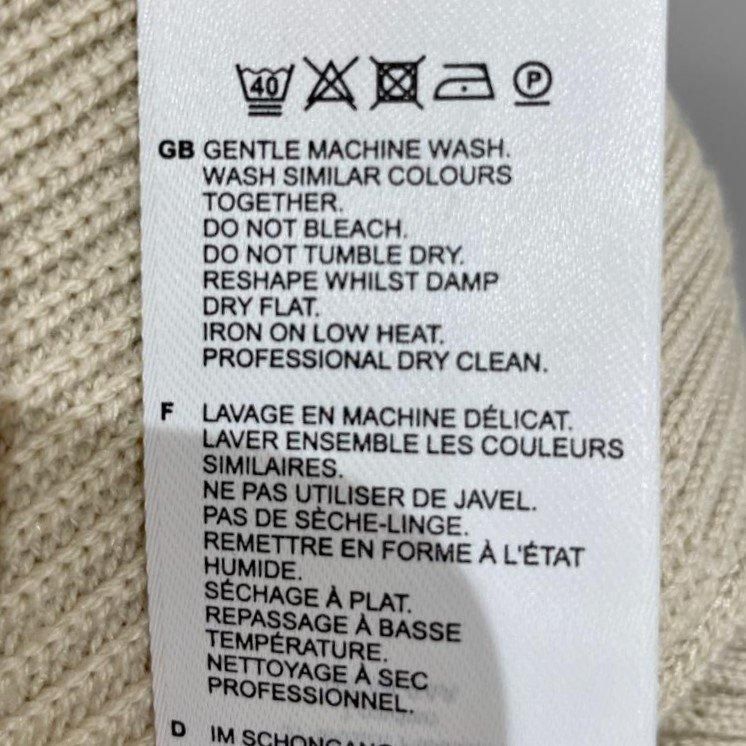 40 P
GB GENTLE MACHINE WASH.
WASH SIMILAR COLOURS
TOGETHER.
DO NOT BLEACH.
DO NOT TUMBLE DRY.
RESHAPE WHILST DAMP
DRY FLAT.
IRON ON LOW HEAT.
PROFESSIONAL DRY CLEAN.
F LAVAGE EN MACHINE DÉLICAT.
LAVER ENSEMBLE LES COULEURS
SIMILAIRES.
NE PAS UTILISER DE JAVEL.
PAS DE SÈCHE-LINGE.
REMETTRE EN FORME À L'ÉTAT
HUMIDE.
SÉCHAGE À PLAT.
REPASSAGE À BASSE
TEMPÉRATURE.
NETTOYAGE À SEC
PROFESSIONNEL.
D IM